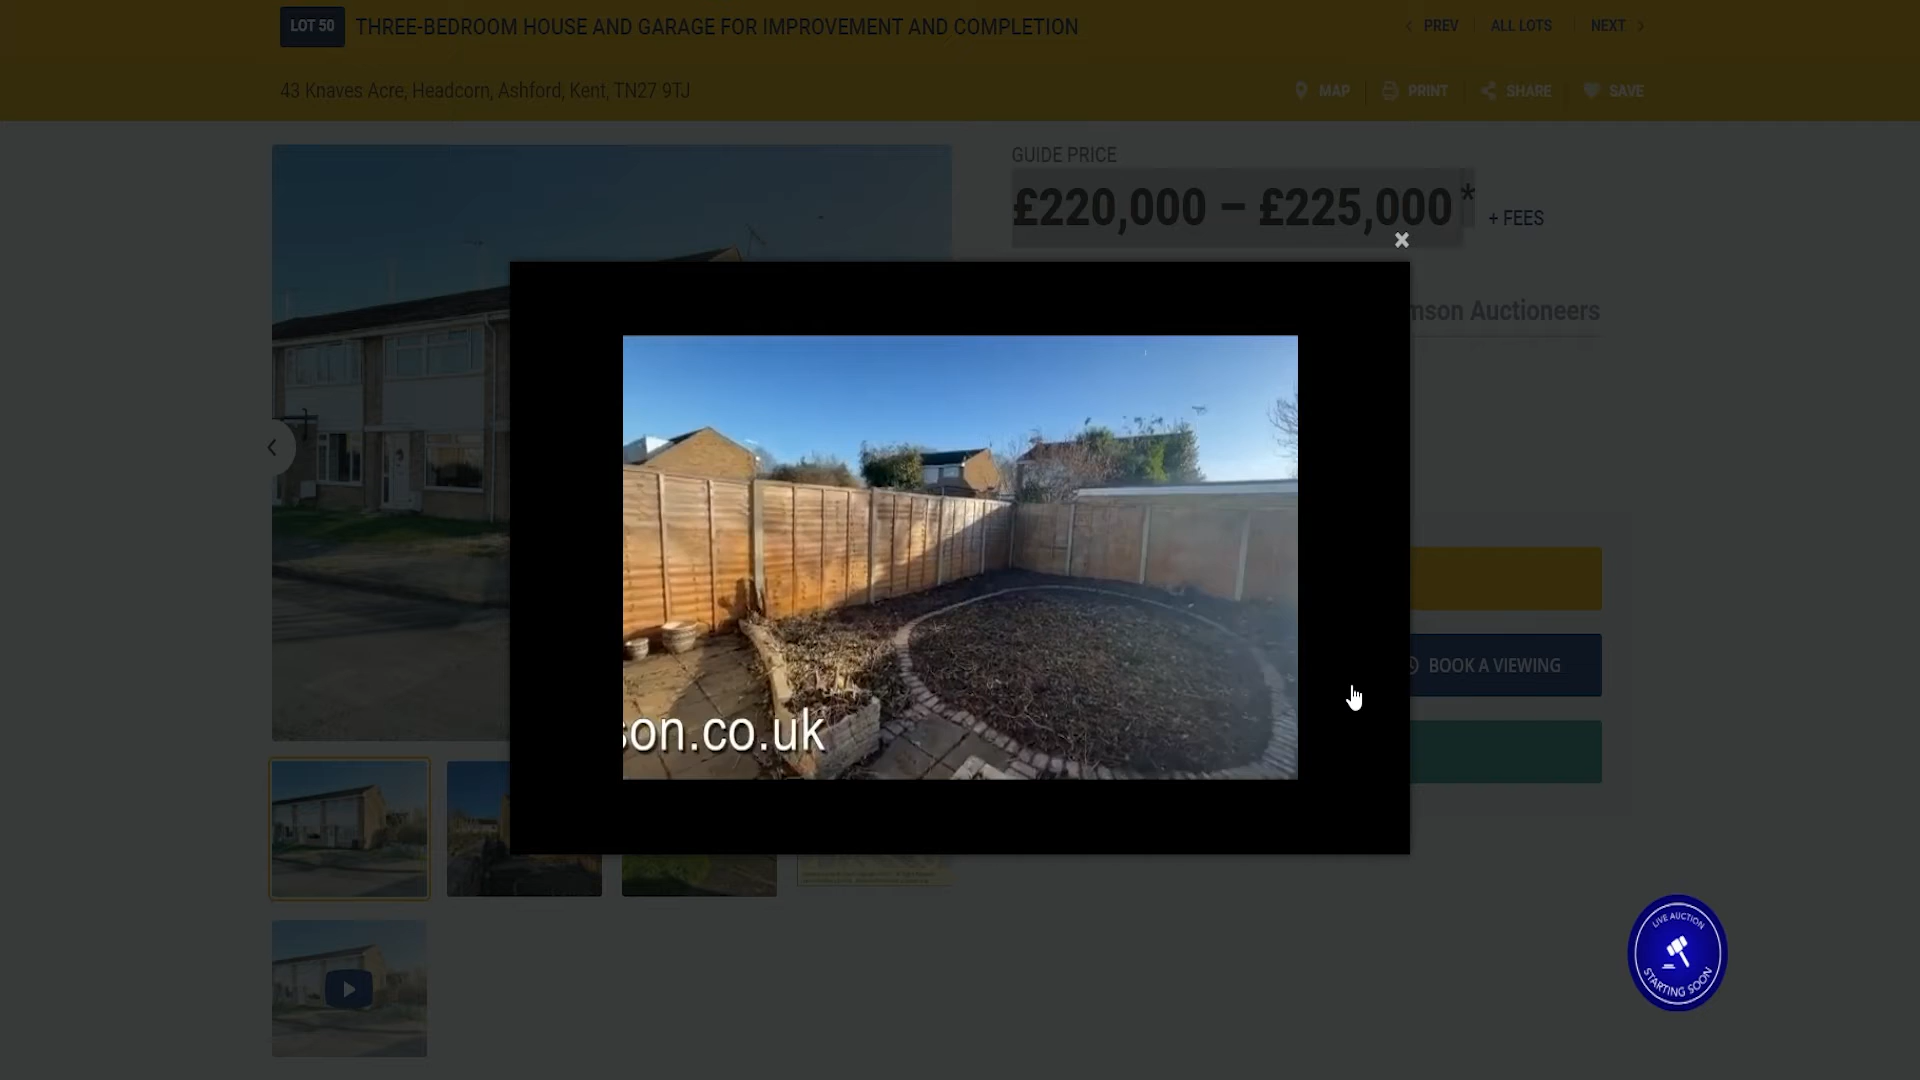 LOT 50 THREE-BEDROOM HOUSE AND GARAGE FOR IMPROVEMENT AND COMPLETION
PREV ALL LOTS NEXT
43 Knaves Acre, Headcorn, Ashford, Kent, TN27 9TJ
MAP PRINT SHARE SAVE
GUIDE PRICE
£220,000 – £225,000* + FEES
mson Auctioneers
BOOK A VIEWING
son.co.uk
LIVE AUCTION
STARTING SOON